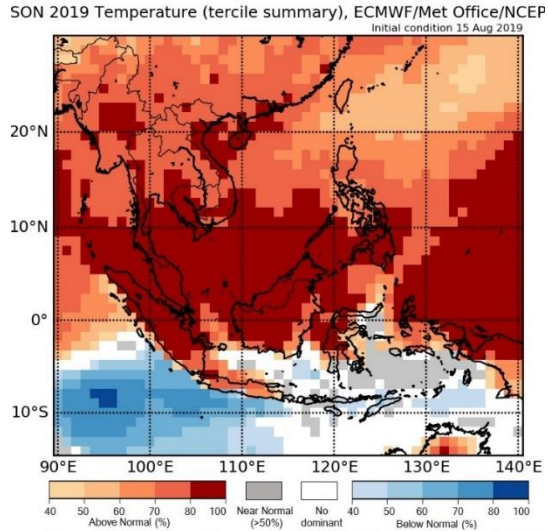 SON 2019 Temperature (tercile summary), ECMWF/Met Office/NCEP
Initial condition 15 Aug 2019
20°N
10°N
0°
10°S
90°E 100°E 110°E 120°E 130°E 140°E
40 50 60 70 80 100
Above Normal (%)
Near Normal
(>50%)
No
dominant
40 50 60 70 80 100
Below Normal (%)